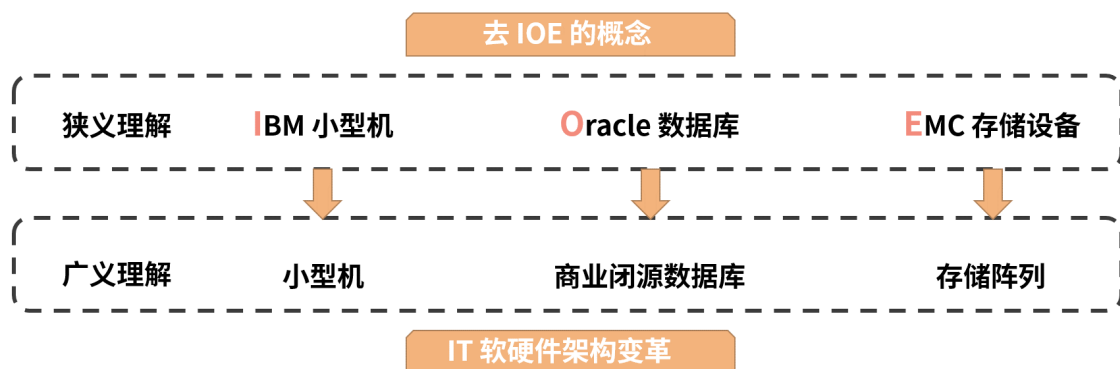 去 IOE 的概念
狭义理解 IBM 小型机 Oracle 数据库 EMC 存储设备
广义理解 小型机 商业闭源数据库 存储阵列
IT 软硬件架构变革